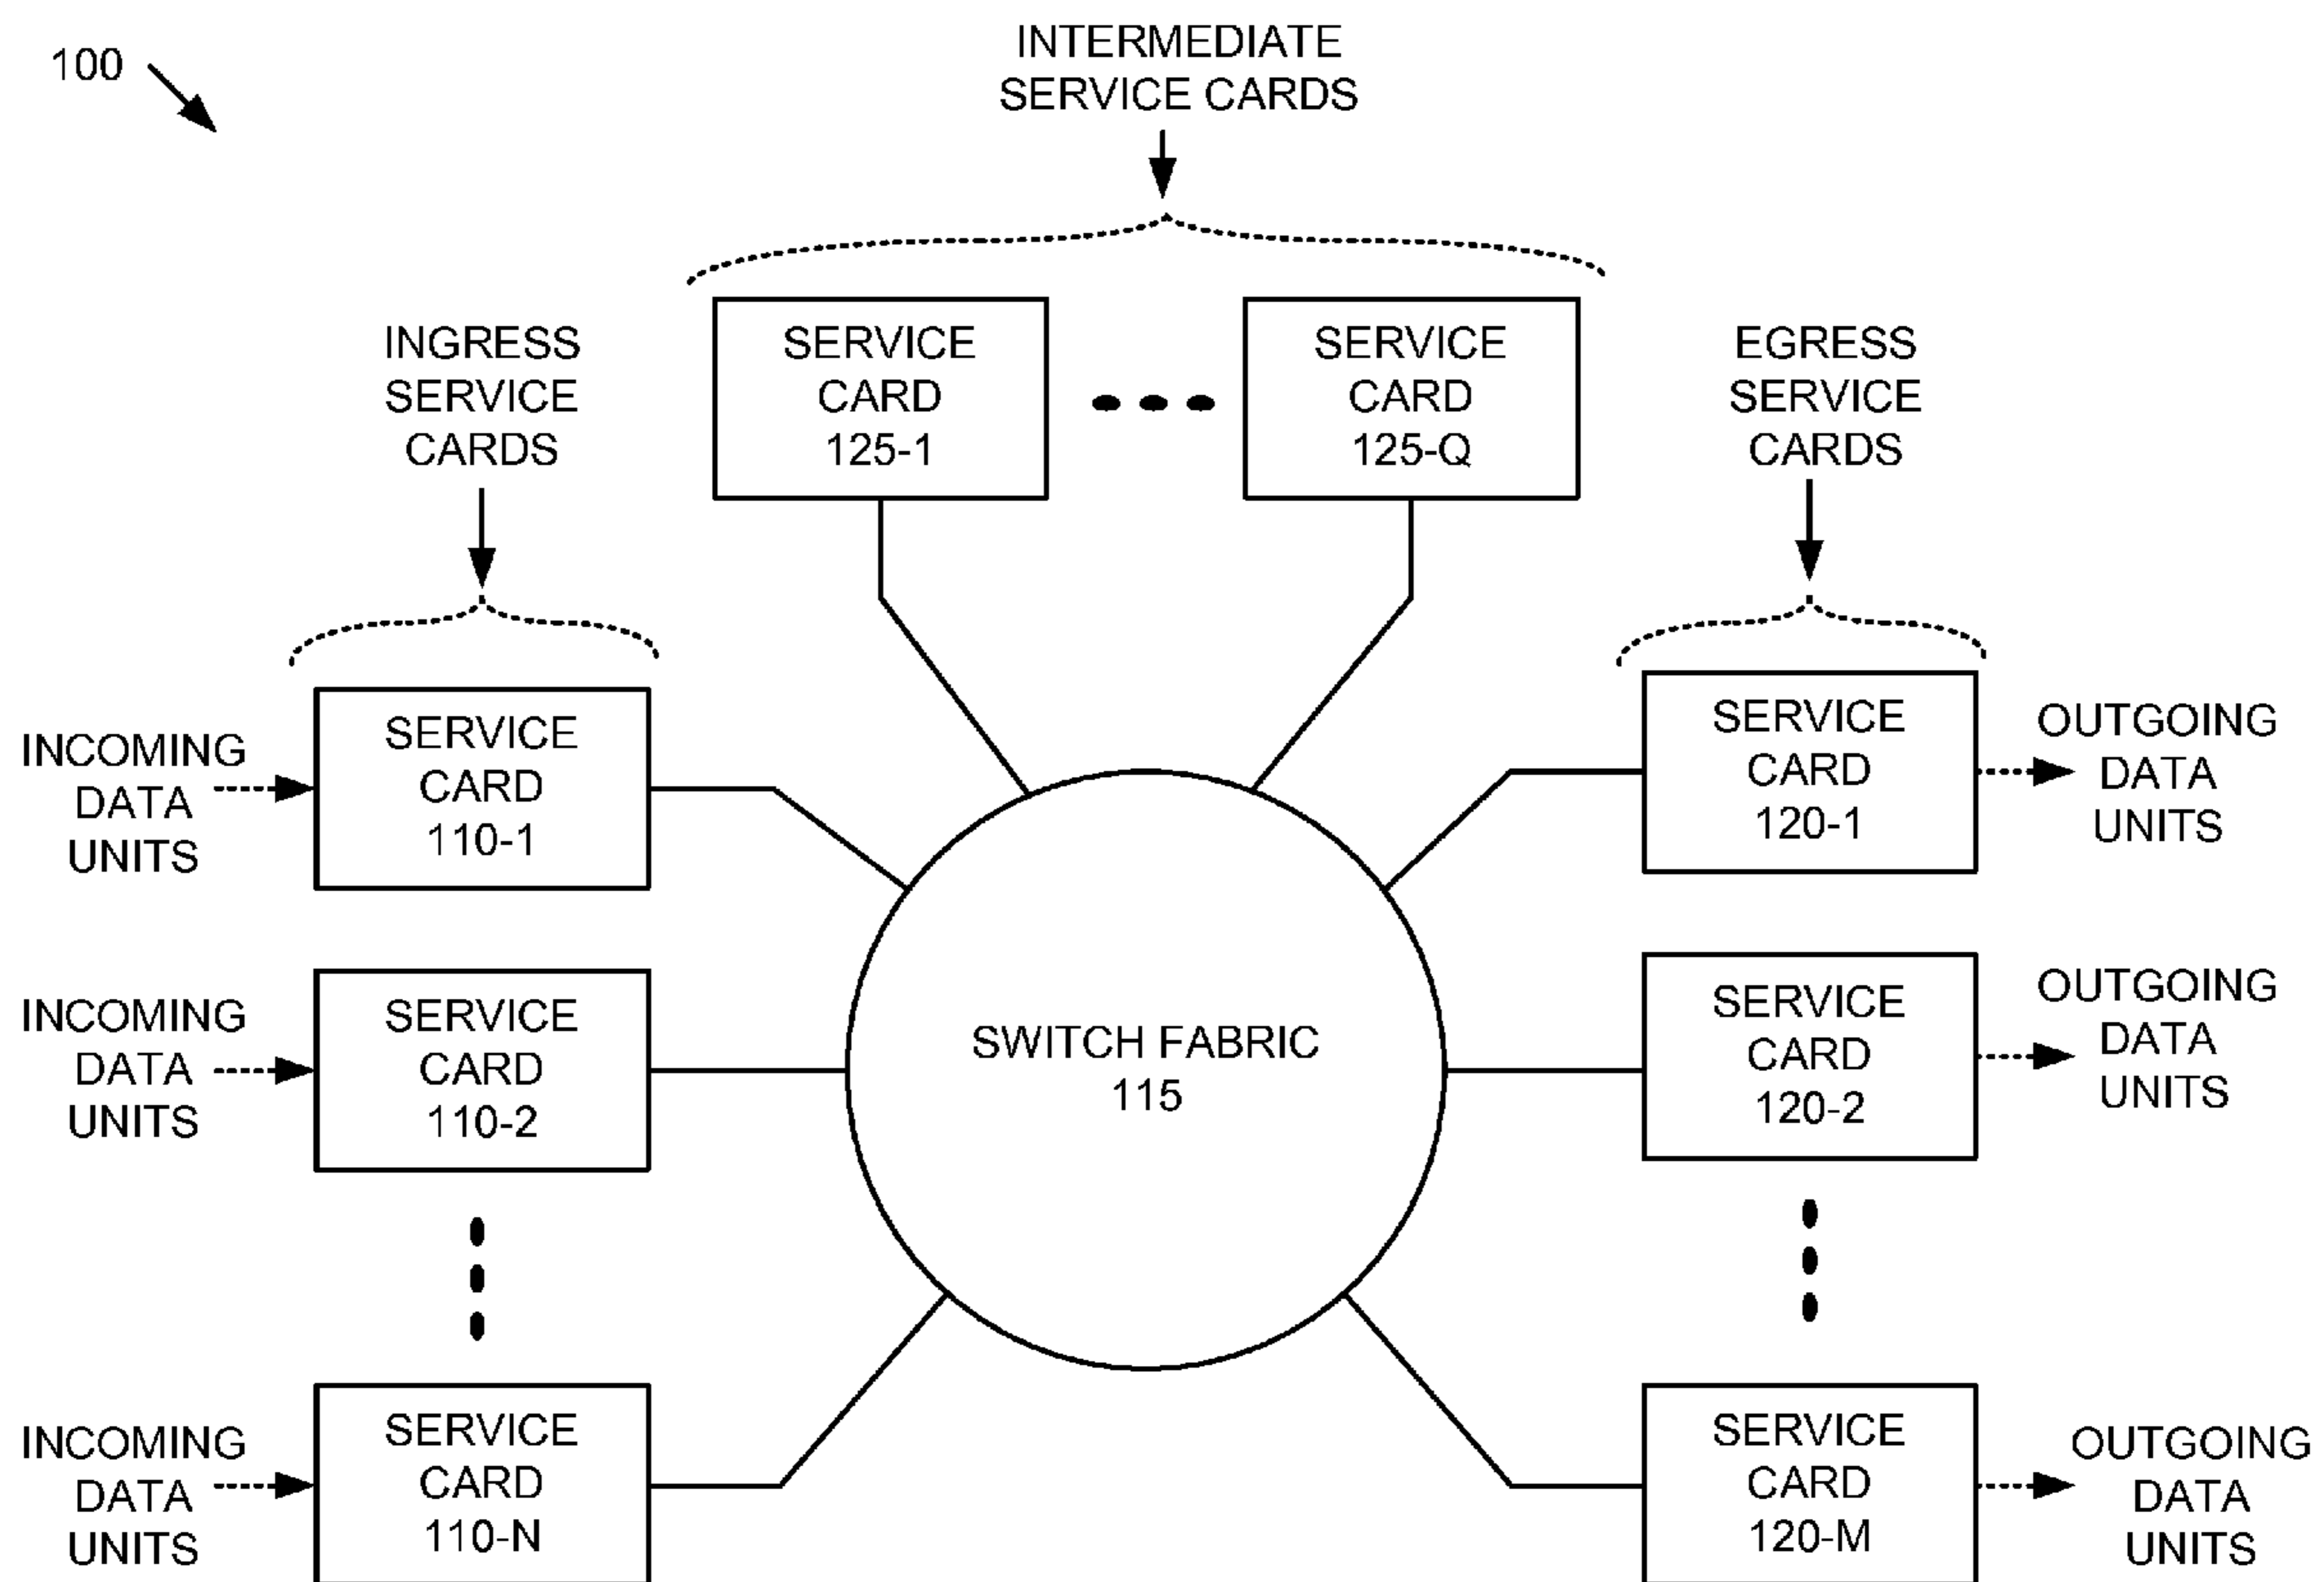 100
INTERMEDIATE
SERVICE CARDS
INGRESS
SERVICE
CARDS
SERVICE
CARD
125-1
SERVICE
CARD
125-Q
EGRESS
SERVICE
CARDS
INCOMING
DATA
UNITS
SERVICE
CARD
110-1
SERVICE
CARD
120-1
OUTGOING
DATA
UNITS
INCOMING
DATA
UNITS
SERVICE
CARD
110-2
SWITCH FABRIC
115
SERVICE
CARD
120-2
OUTGOING
DATA
UNITS
INCOMING
DATA
UNITS
SERVICE
CARD
110-N
SERVICE
CARD
120-M
OUTGOING
DATA
UNITS